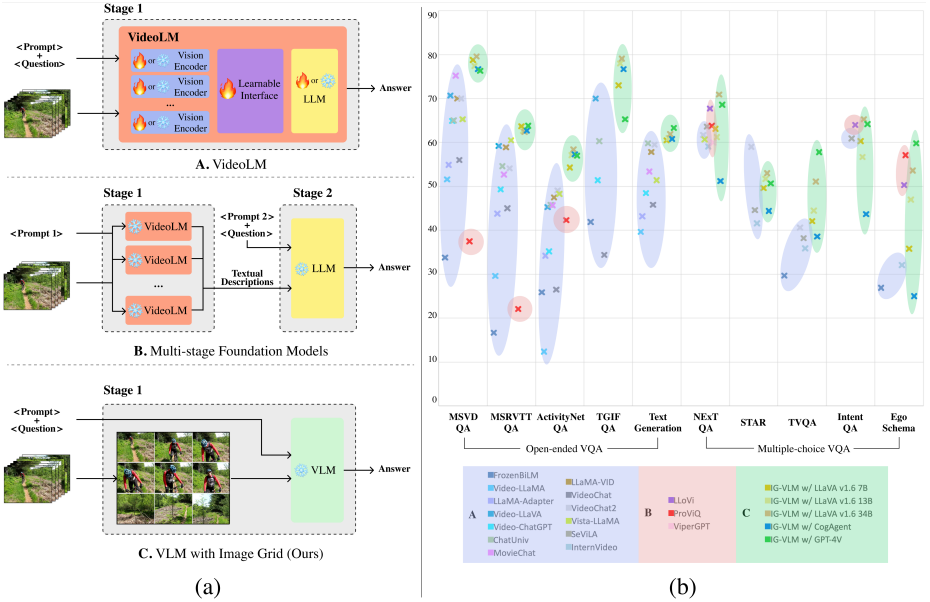 Stage 1
<Prompt>
+
<Question>
VideoLM
or Vision Encoder
or Vision Encoder
...
or Vision Encoder
Learnable Interface
or
LLM
Answer
A. VideoLM
Stage 1
Stage 2
<Prompt 1>
VideoLM
VideoLM
...
VideoLM
<Prompt 2>
+
<Question>
Textual
Descriptions
LLM
Answer
B. Multi-stage Foundation Models
Stage 1
<Prompt>
+
<Question>
VLM
Answer
C. VLM with Image Grid (Ours)
(a)
90
80
70
60
50
40
30
20
10
0
MSVD QA
MSRVTT QA
ActivityNet QA
TGIF QA
Text Generation
NExT QA
STAR
TVQA
Intent QA
Ego Schema
Open-ended VQA
Multiple-choice VQA
A
FrozenBiLM
Video-LLaMA
LLaMA-Adapter
Video-LLaVA
Video-ChatGPT
ChatUniv
MovieChat
LLaMA-VID
VideoChat
VideoChat2
Vista-LLaMA
SeViLA
InternVideo
B
LLoVi
ProViQ
ViperGPT
C
IG-VLM w/ LLaVA v1.6 7B
IG-VLM w/ LLaVA v1.6 13B
IG-VLM w/ LLaVA v1.6 34B
IG-VLM w/ CogAgent
IG-VLM w/ GPT-4V
(b)